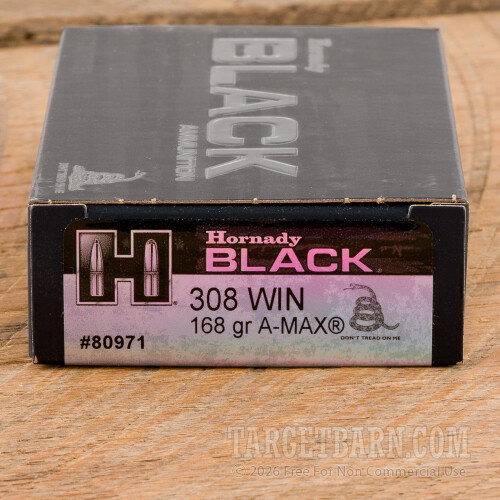 Hornady
BLACK
AMMUNITION
H
Hornady
BLACK
308 WIN
168 gr A-MAX®
#80971
DON'T TREAD ON ME
TARGETBARN.COM
© 2026 Free For Non Commercial Use